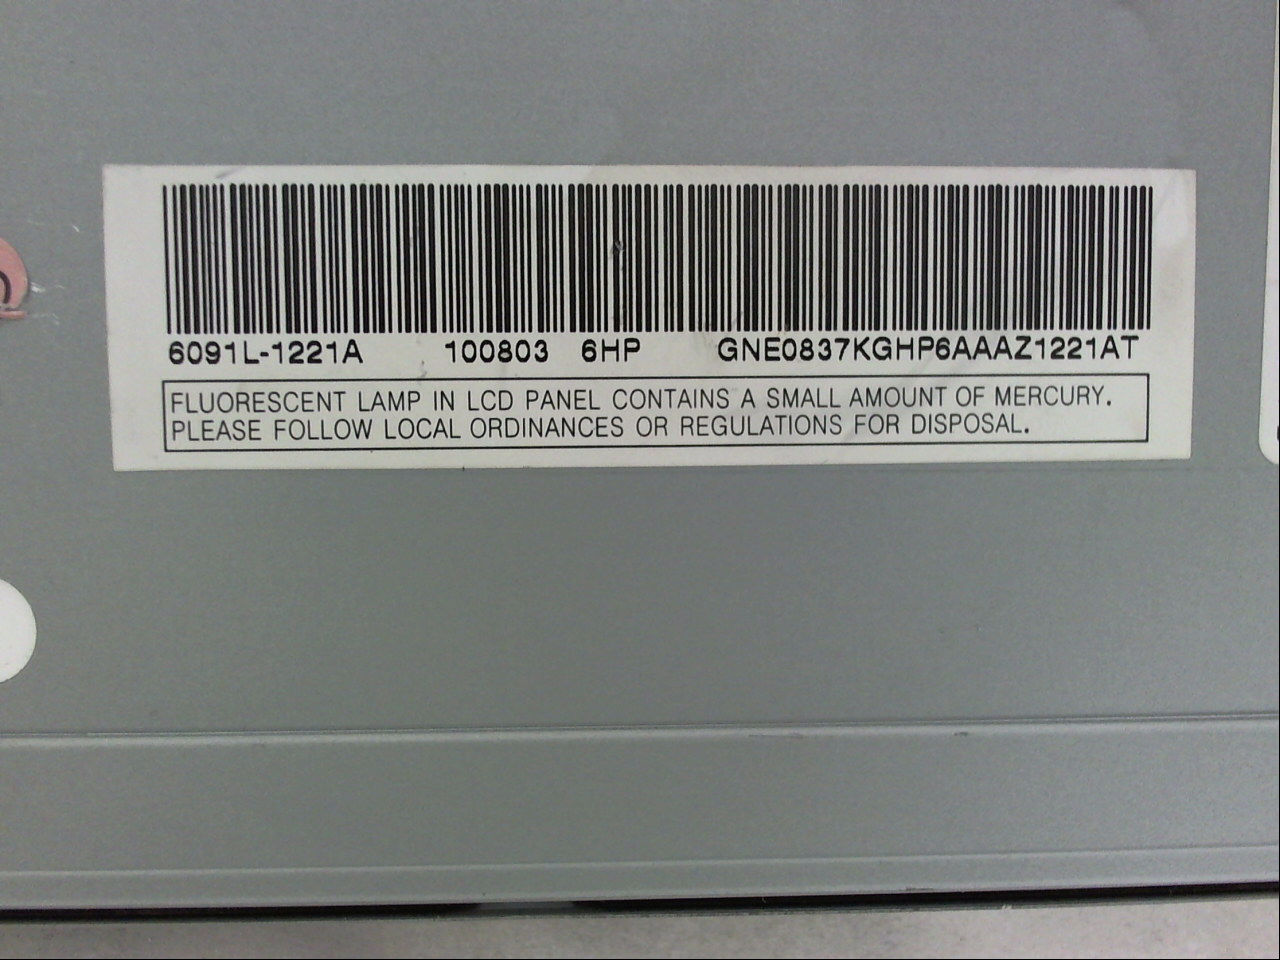 6091L-1221A 100803 6HP GNE0837KGHP6AAAZ1221AT
FLUORESCENT LAMP IN LCD PANEL CONTAINS A SMALL AMOUNT OF MERCURY.
PLEASE FOLLOW LOCAL ORDINANCES OR REGULATIONS FOR DISPOSAL.